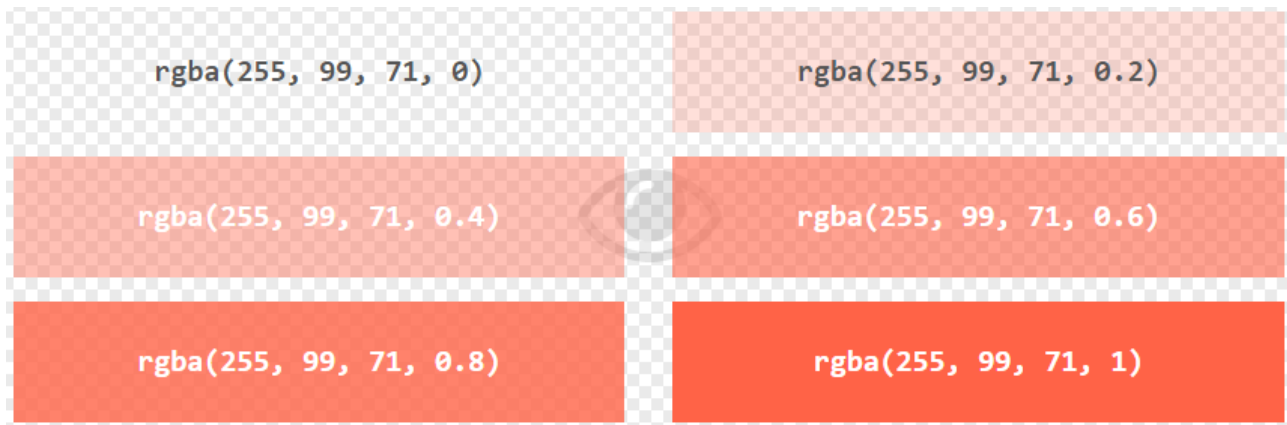 rgba(255, 99, 71, 0)
rgba(255, 99, 71, 0.2)
rgba(255, 99, 71, 0.4)
rgba(255, 99, 71, 0.6)
rgba(255, 99, 71, 0.8)
rgba(255, 99, 71, 1)